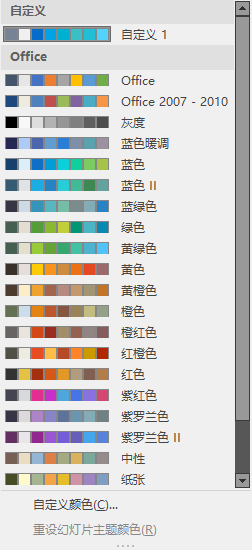 自定义
自定义 1
Office
Office
Office 2007 - 2010
灰度
蓝色暖调
蓝色
蓝色 II
蓝绿色
绿色
黄绿色
黄色
黄橙色
橙色
橙红色
红橙色
红色
紫红色
紫罗兰色
紫罗兰色 II
中性
纸张
自定义颜色(C)...
重设幻灯片主题颜色(R)